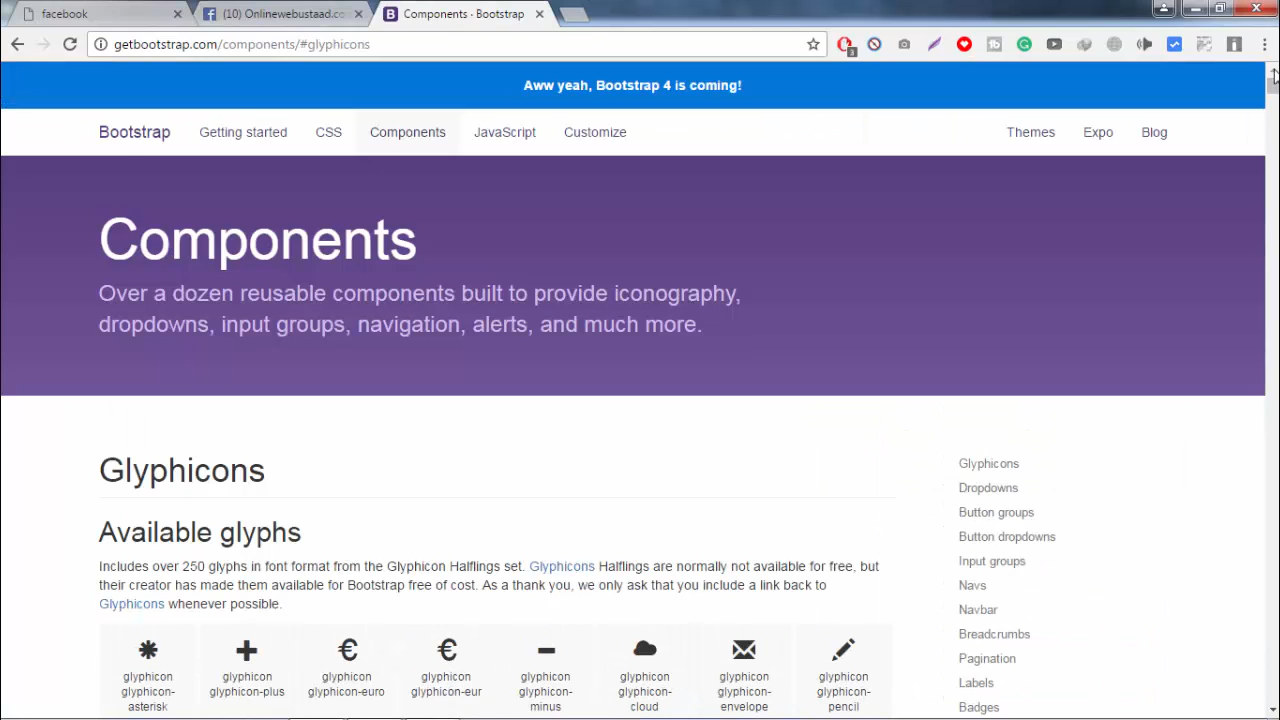 facebook
(10) Onlinewebustaad.co
Components · Bootstrap
getbootstrap.com/components/#glyphicons
3
Aww yeah, Bootstrap 4 is coming!
Bootstrap Getting started CSS Components JavaScript Customize Themes Expo Blog
Components
Over a dozen reusable components built to provide iconography,
dropdowns, input groups, navigation, alerts, and much more.
Glyphicons
Available glyphs
Includes over 250 glyphs in font format from the Glyphicon Halflings set. Glyphicons Halflings are normally not available for free, but
their creator has made them available for Bootstrap free of cost. As a thank you, we only ask that you include a link back to
Glyphicons whenever possible.
glyphicon
glyphicon-
asterisk
glyphicon
glyphicon-plus
glyphicon
glyphicon-euro
glyphicon
glyphicon-eur
glyphicon
glyphicon-
minus
glyphicon
glyphicon-
cloud
glyphicon
glyphicon-
envelope
glyphicon
glyphicon-
pencil
Glyphicons
Dropdowns
Button groups
Button dropdowns
Input groups
Navs
Navbar
Breadcrumbs
Pagination
Labels
Badges